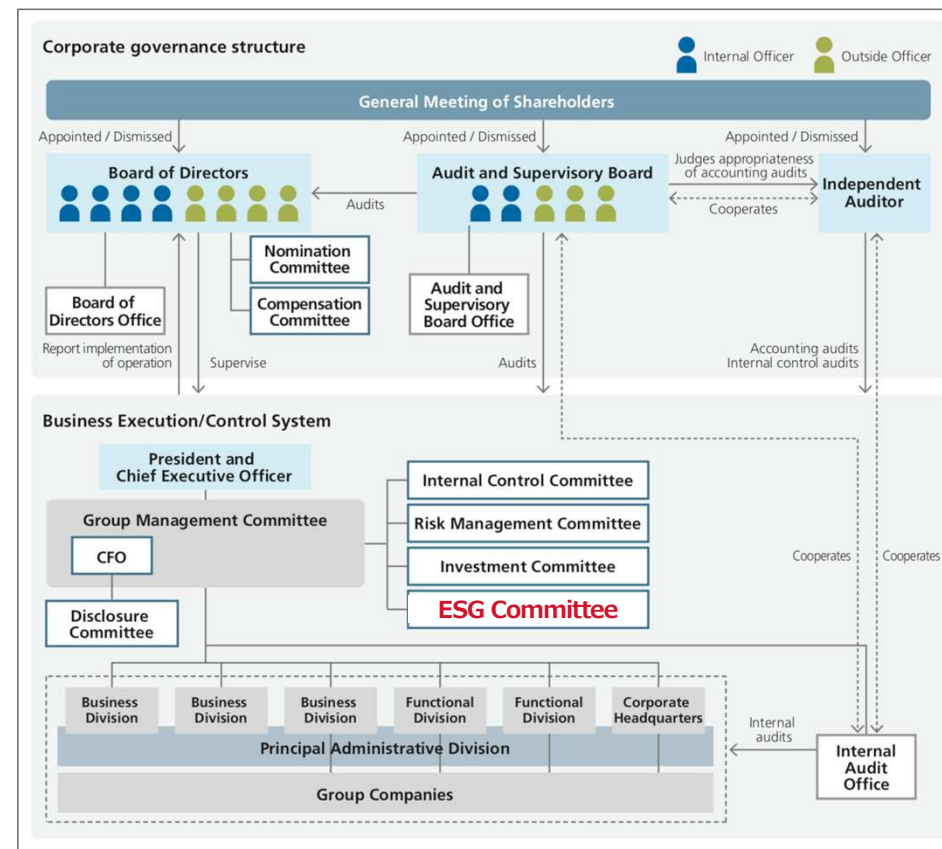 Corporate governance structure
Internal Officer
Outside Officer
General Meeting of Shareholders
Appointed / Dismissed
Appointed / Dismissed
Appointed / Dismissed
Board of Directors
Audits
Audit and Supervisory Board
Judges appropriateness
of accounting audits
Cooperates
Independent
Auditor
Nomination
Committee
Compensation
Committee
Board of
Directors Office
Audit and
Supervisory
Board Office
Report implementation
of operation
Supervise
Audits
Accounting audits
Internal control audits
Business Execution/Control System
President and
Chief Executive Officer
Group Management Committee
CFO
Disclosure
Committee
Internal Control Committee
Risk Management Committee
Investment Committee
ESG Committee
Cooperates
Cooperates
Business
Division
Business
Division
Business
Division
Functional
Division
Functional
Division
Corporate
Headquarters
Principal Administrative Division
Group Companies
Internal
audits
Internal
Audit
Office